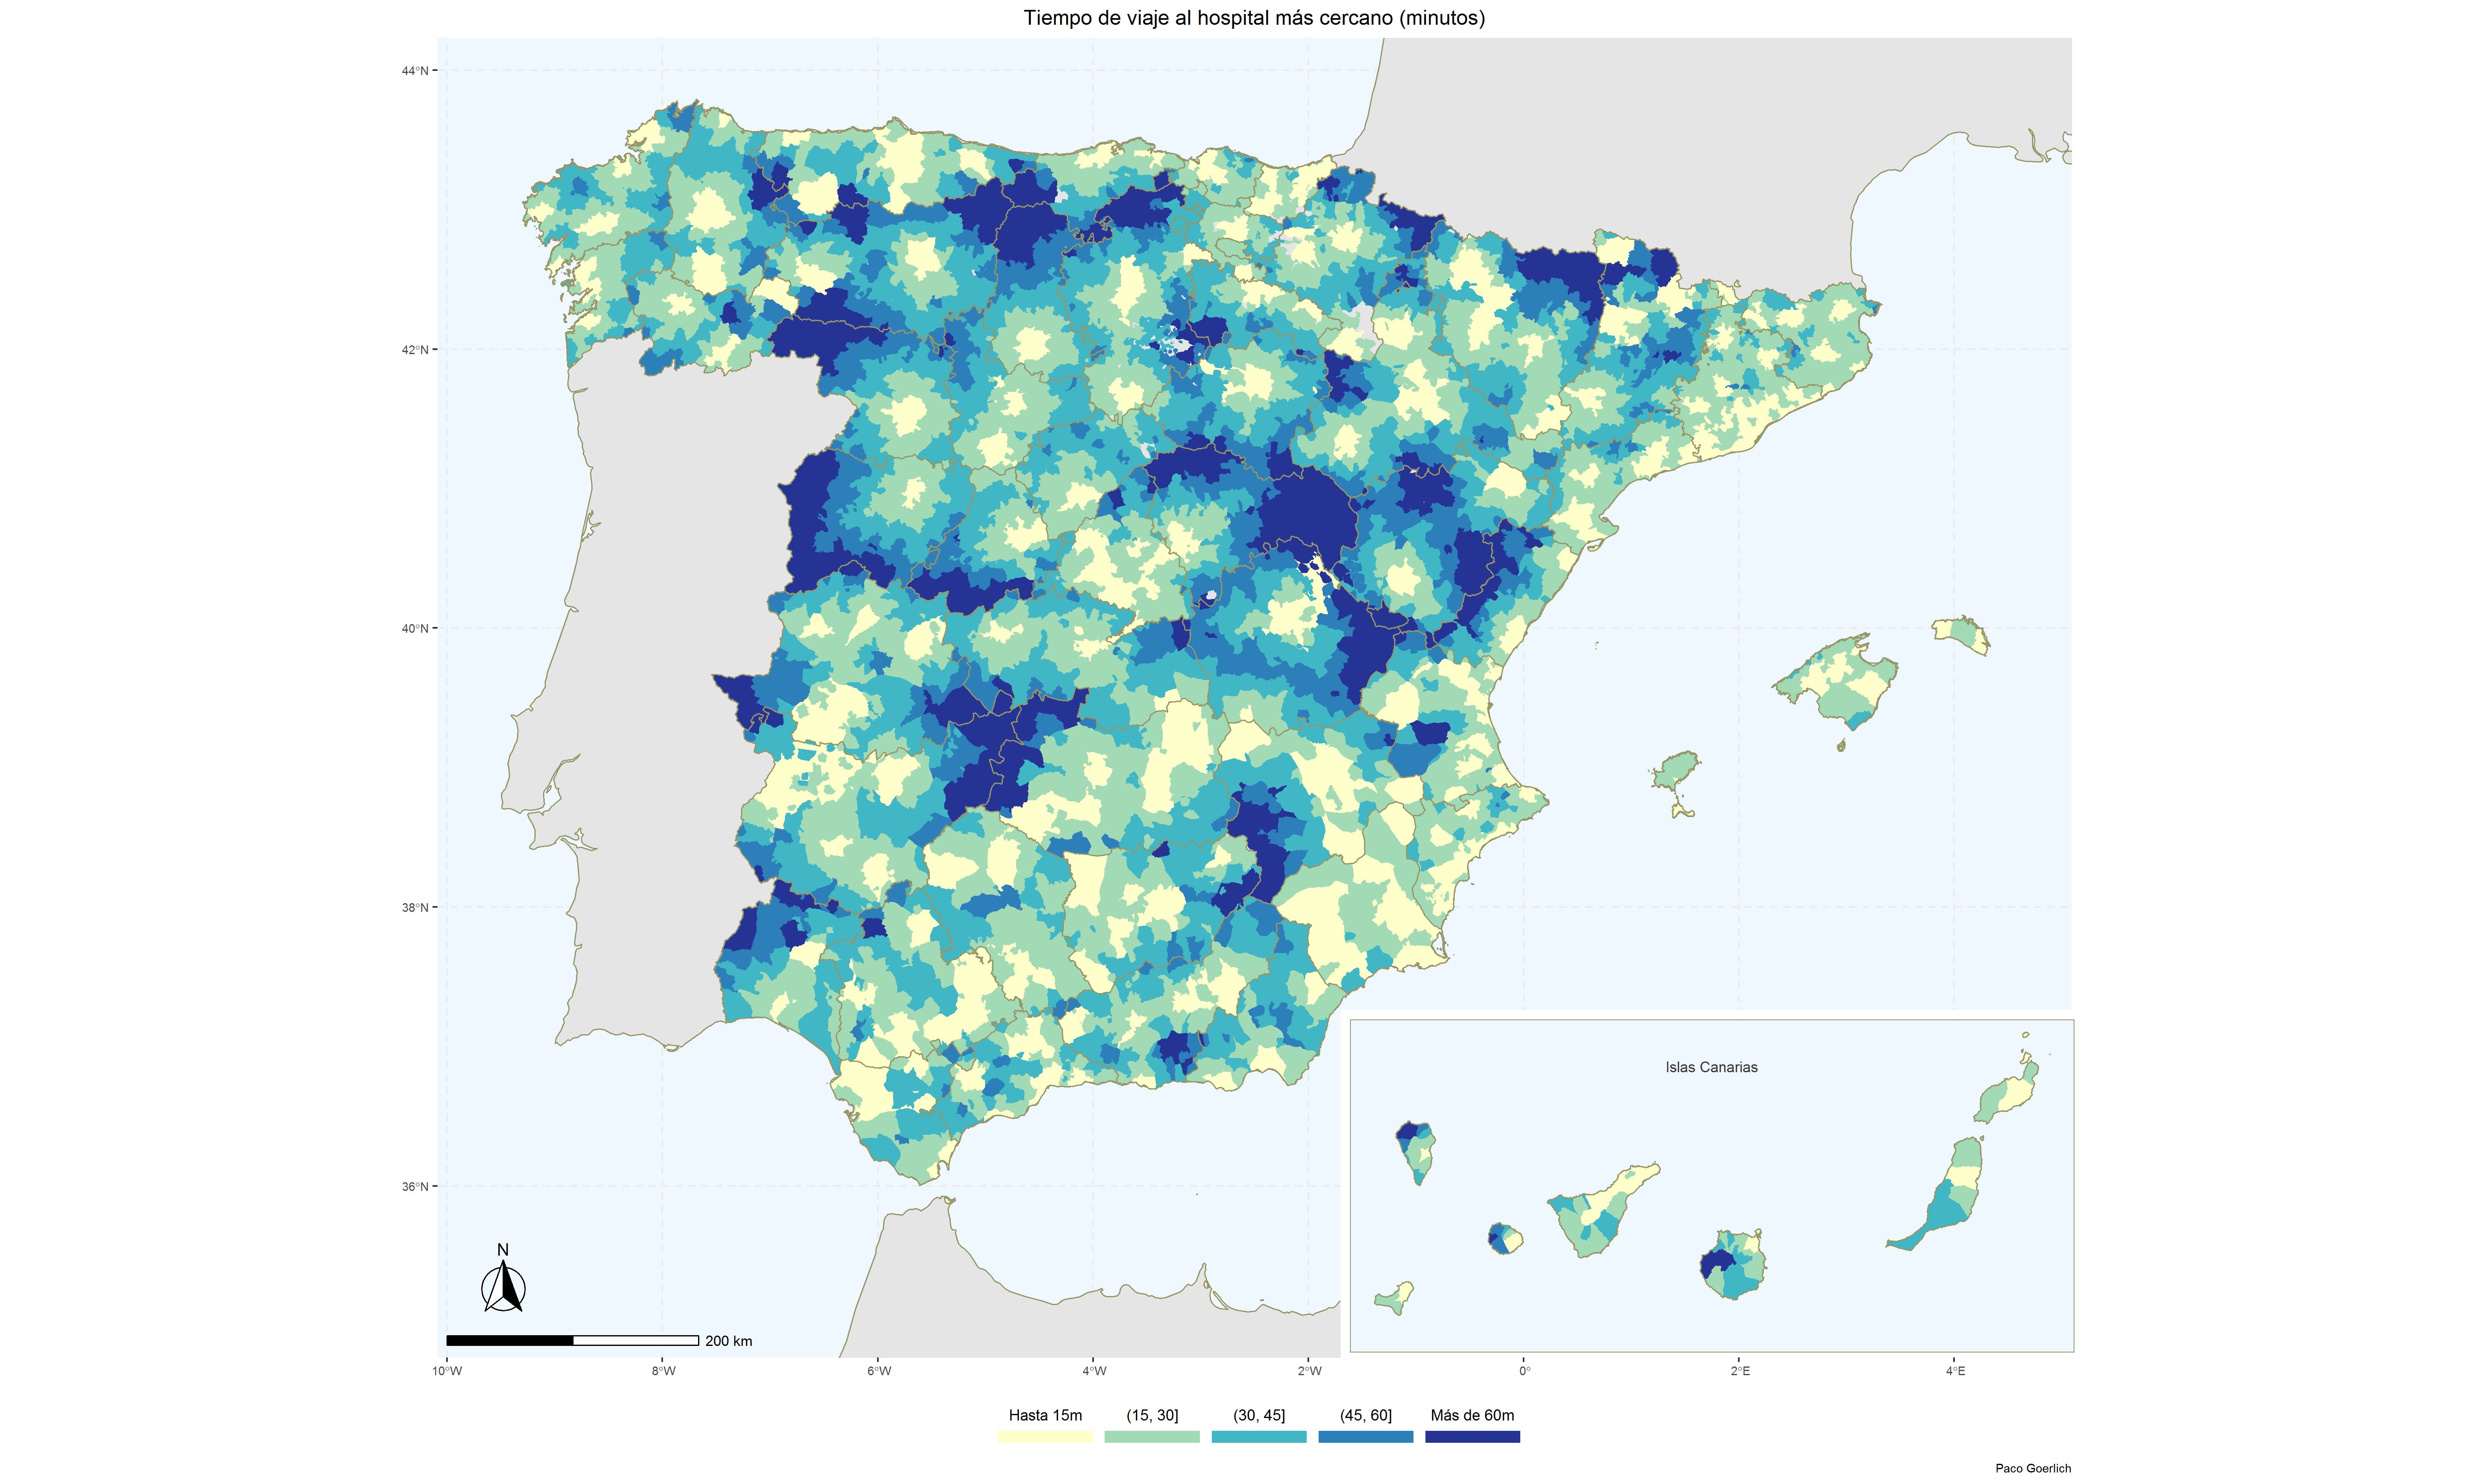 Tiempo de viaje al hospital más cercano (minutos)
44°N
42°N
40°N
38°N
36°N
Islas Canarias
N
200 km
10°W 8°W 6°W 4°W 2°W 0° 2°E 4°E
Hasta 15m (15, 30] (30, 45] (45, 60] Más de 60m
Paco Goerlich